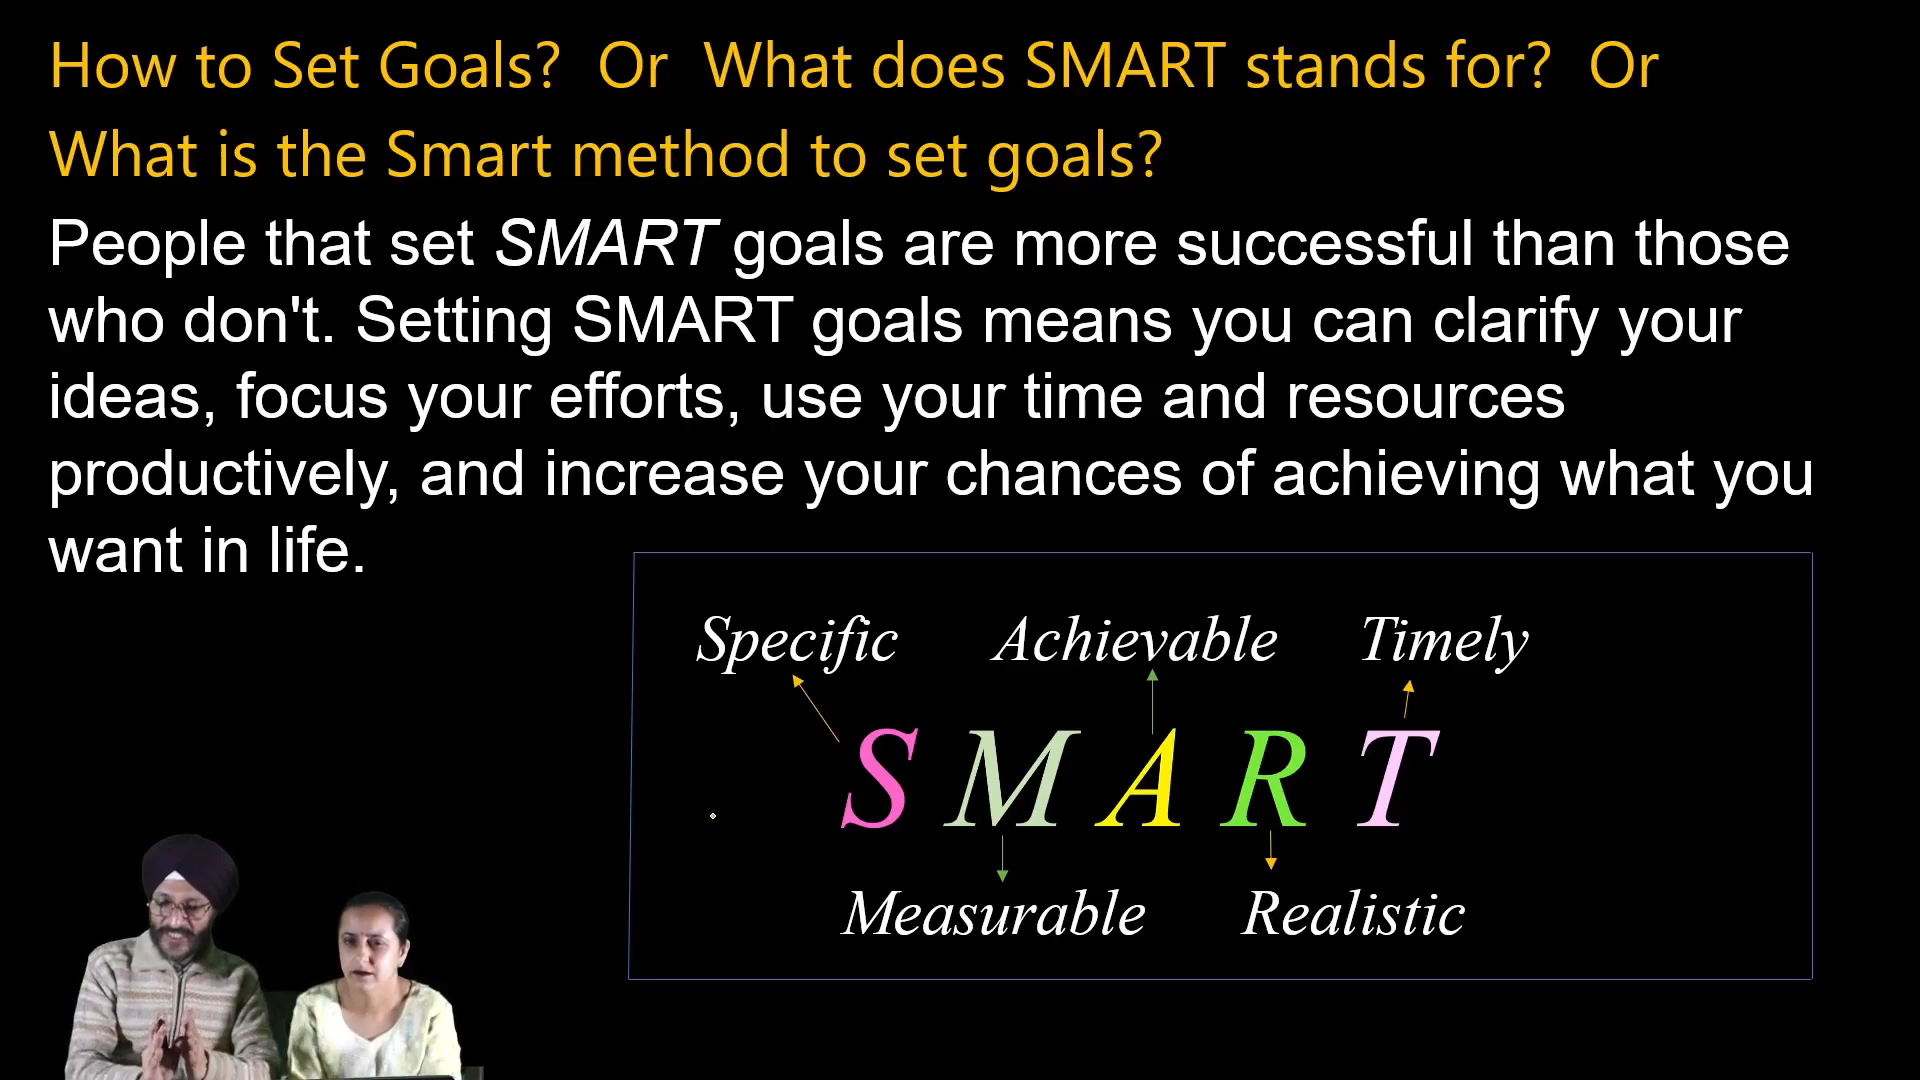 How to Set Goals? Or What does SMART stands for? Or
What is the Smart method to set goals?
People that set SMART goals are more successful than those
who don't. Setting SMART goals means you can clarify your
ideas, focus your efforts, use your time and resources
productively, and increase your chances of achieving what you
want in life.
Specific Achievable Timely
S M A R T
Measurable Realistic